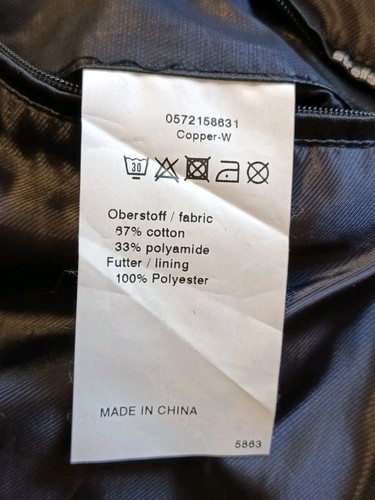 0572158631
Copper-W
30
Oberstoff / fabric
67% cotton
33% polyamide
Futter / lining
100% Polyester
MADE IN CHINA
5863